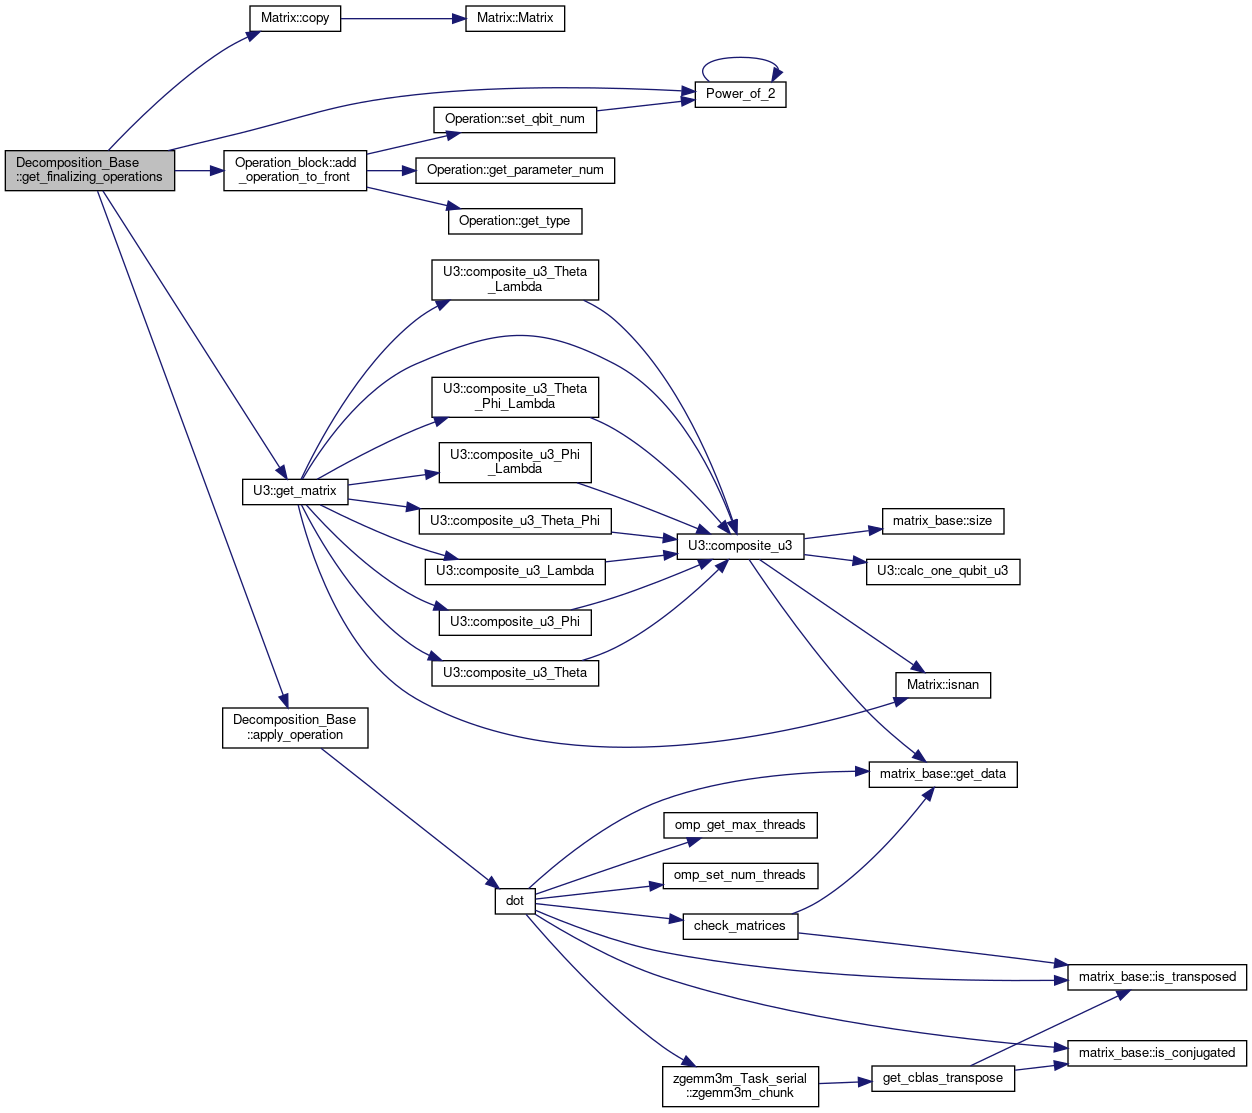 Matrix::copy
Matrix::Matrix
Power_of_2
Operation::set_qbit_num
Decomposition_Base
::get_finalizing_operations
Operation_block::add
_operation_to_front
Operation::get_parameter_num
Operation::get_type
U3::composite_u3_Theta
_Lambda
U3::composite_u3_Theta
_Phi_Lambda
U3::composite_u3_Phi
_Lambda
U3::get_matrix
U3::composite_u3_Theta_Phi
matrix_base::size
U3::composite_u3
U3::composite_u3_Lambda
U3::calc_one_qubit_u3
U3::composite_u3_Phi
U3::composite_u3_Theta
Matrix::isnan
Decomposition_Base
::apply_operation
matrix_base::get_data
omp_get_max_threads
omp_set_num_threads
dot
check_matrices
matrix_base::is_transposed
matrix_base::is_conjugated
zgemm3m_Task_serial
::zgemm3m_chunk
get_cblas_transpose